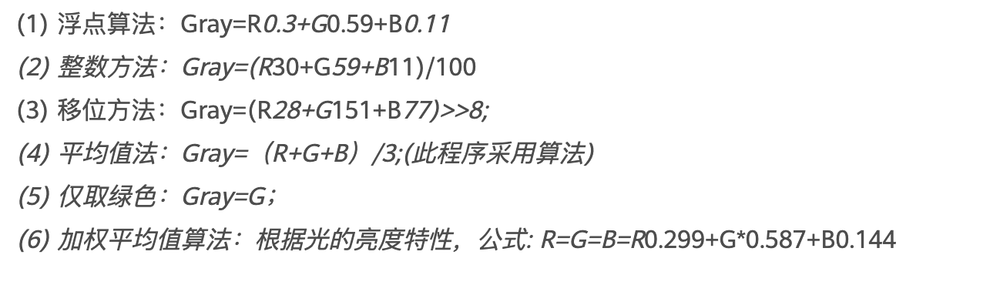 (1) 浮点算法：Gray=R0.3+G0.59+B0.11
(2) 整数方法：Gray=(R30+G59+B11)/100
(3) 移位方法：Gray=(R28+G151+B77)>>8;
(4) 平均值法：Gray=（R+G+B）/3;(此程序采用算法)
(5) 仅取绿色：Gray=G；
(6) 加权平均值算法：根据光的亮度特性，公式: R=G=B=R0.299+G*0.587+B0.144